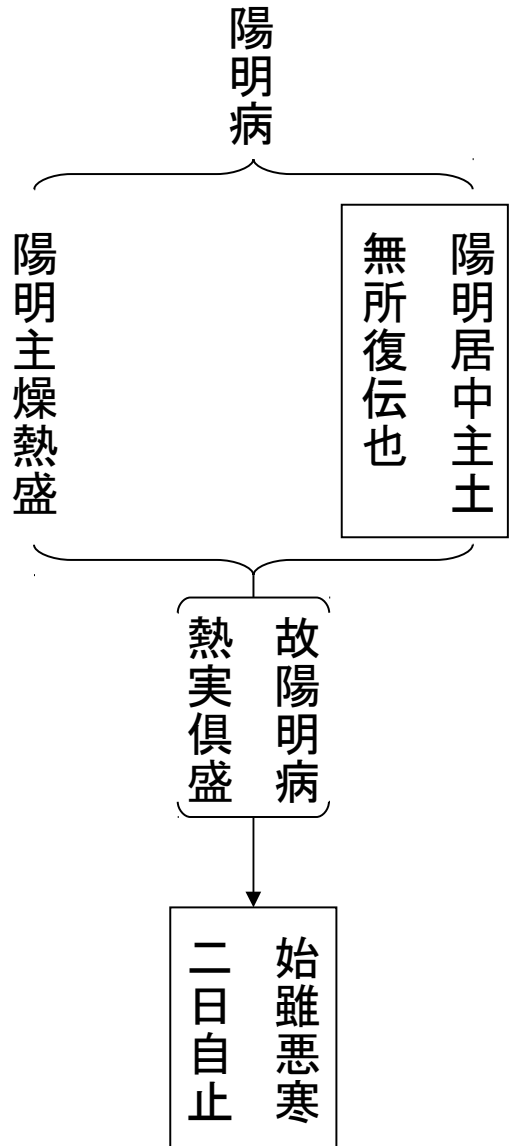 陽明病
陽明居中主土
無所復伝也
陽明主燥熱盛
故陽明病
熱実倶盛
始雖悪寒
二日自止